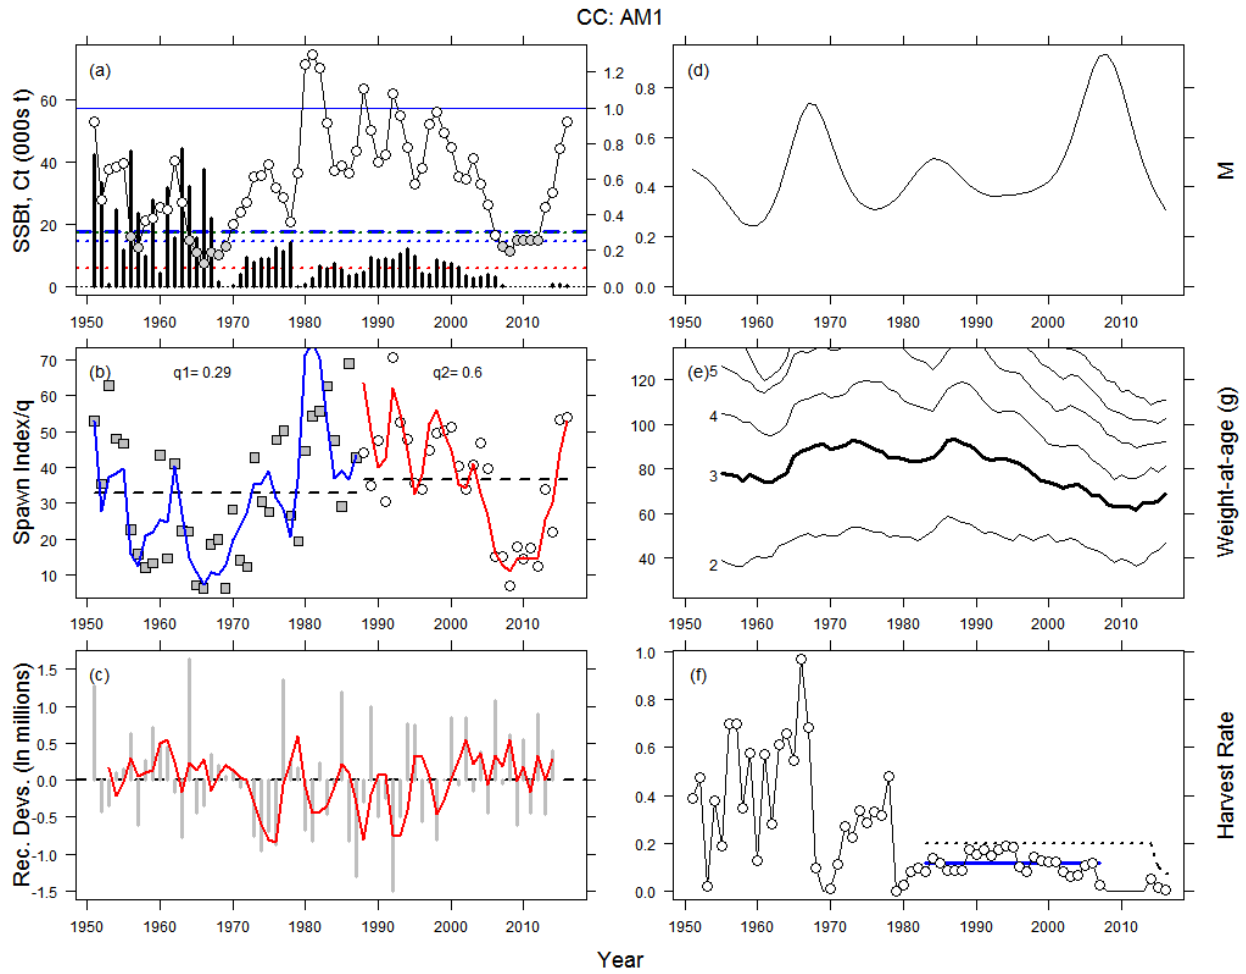 CC: AM1
(a)
SSBt, Ct (000s t)
60
40
20
0
1.2
1.0
0.8
0.6
0.4
0.2
0.0
1950 1960 1970 1980 1990 2000 2010
(d)
M
0.8
0.6
0.4
0.2
0.0
1950 1960 1970 1980 1990 2000 2010
(b)
q1= 0.29
q2= 0.6
Spawn Index/q
70
60
50
40
30
20
10
1950 1960 1970 1980 1990 2000 2010
(e)
5
4
3
2
Weight-at-age (g)
120
100
80
60
40
1950 1960 1970 1980 1990 2000 2010
(c)
Rec. Devs. (ln millions)
1.5
1.0
0.5
0.0
-0.5
-1.0
-1.5
1950 1960 1970 1980 1990 2000 2010
(f)
Harvest Rate
1.0
0.8
0.6
0.4
0.2
0.0
1950 1960 1970 1980 1990 2000 2010
Year